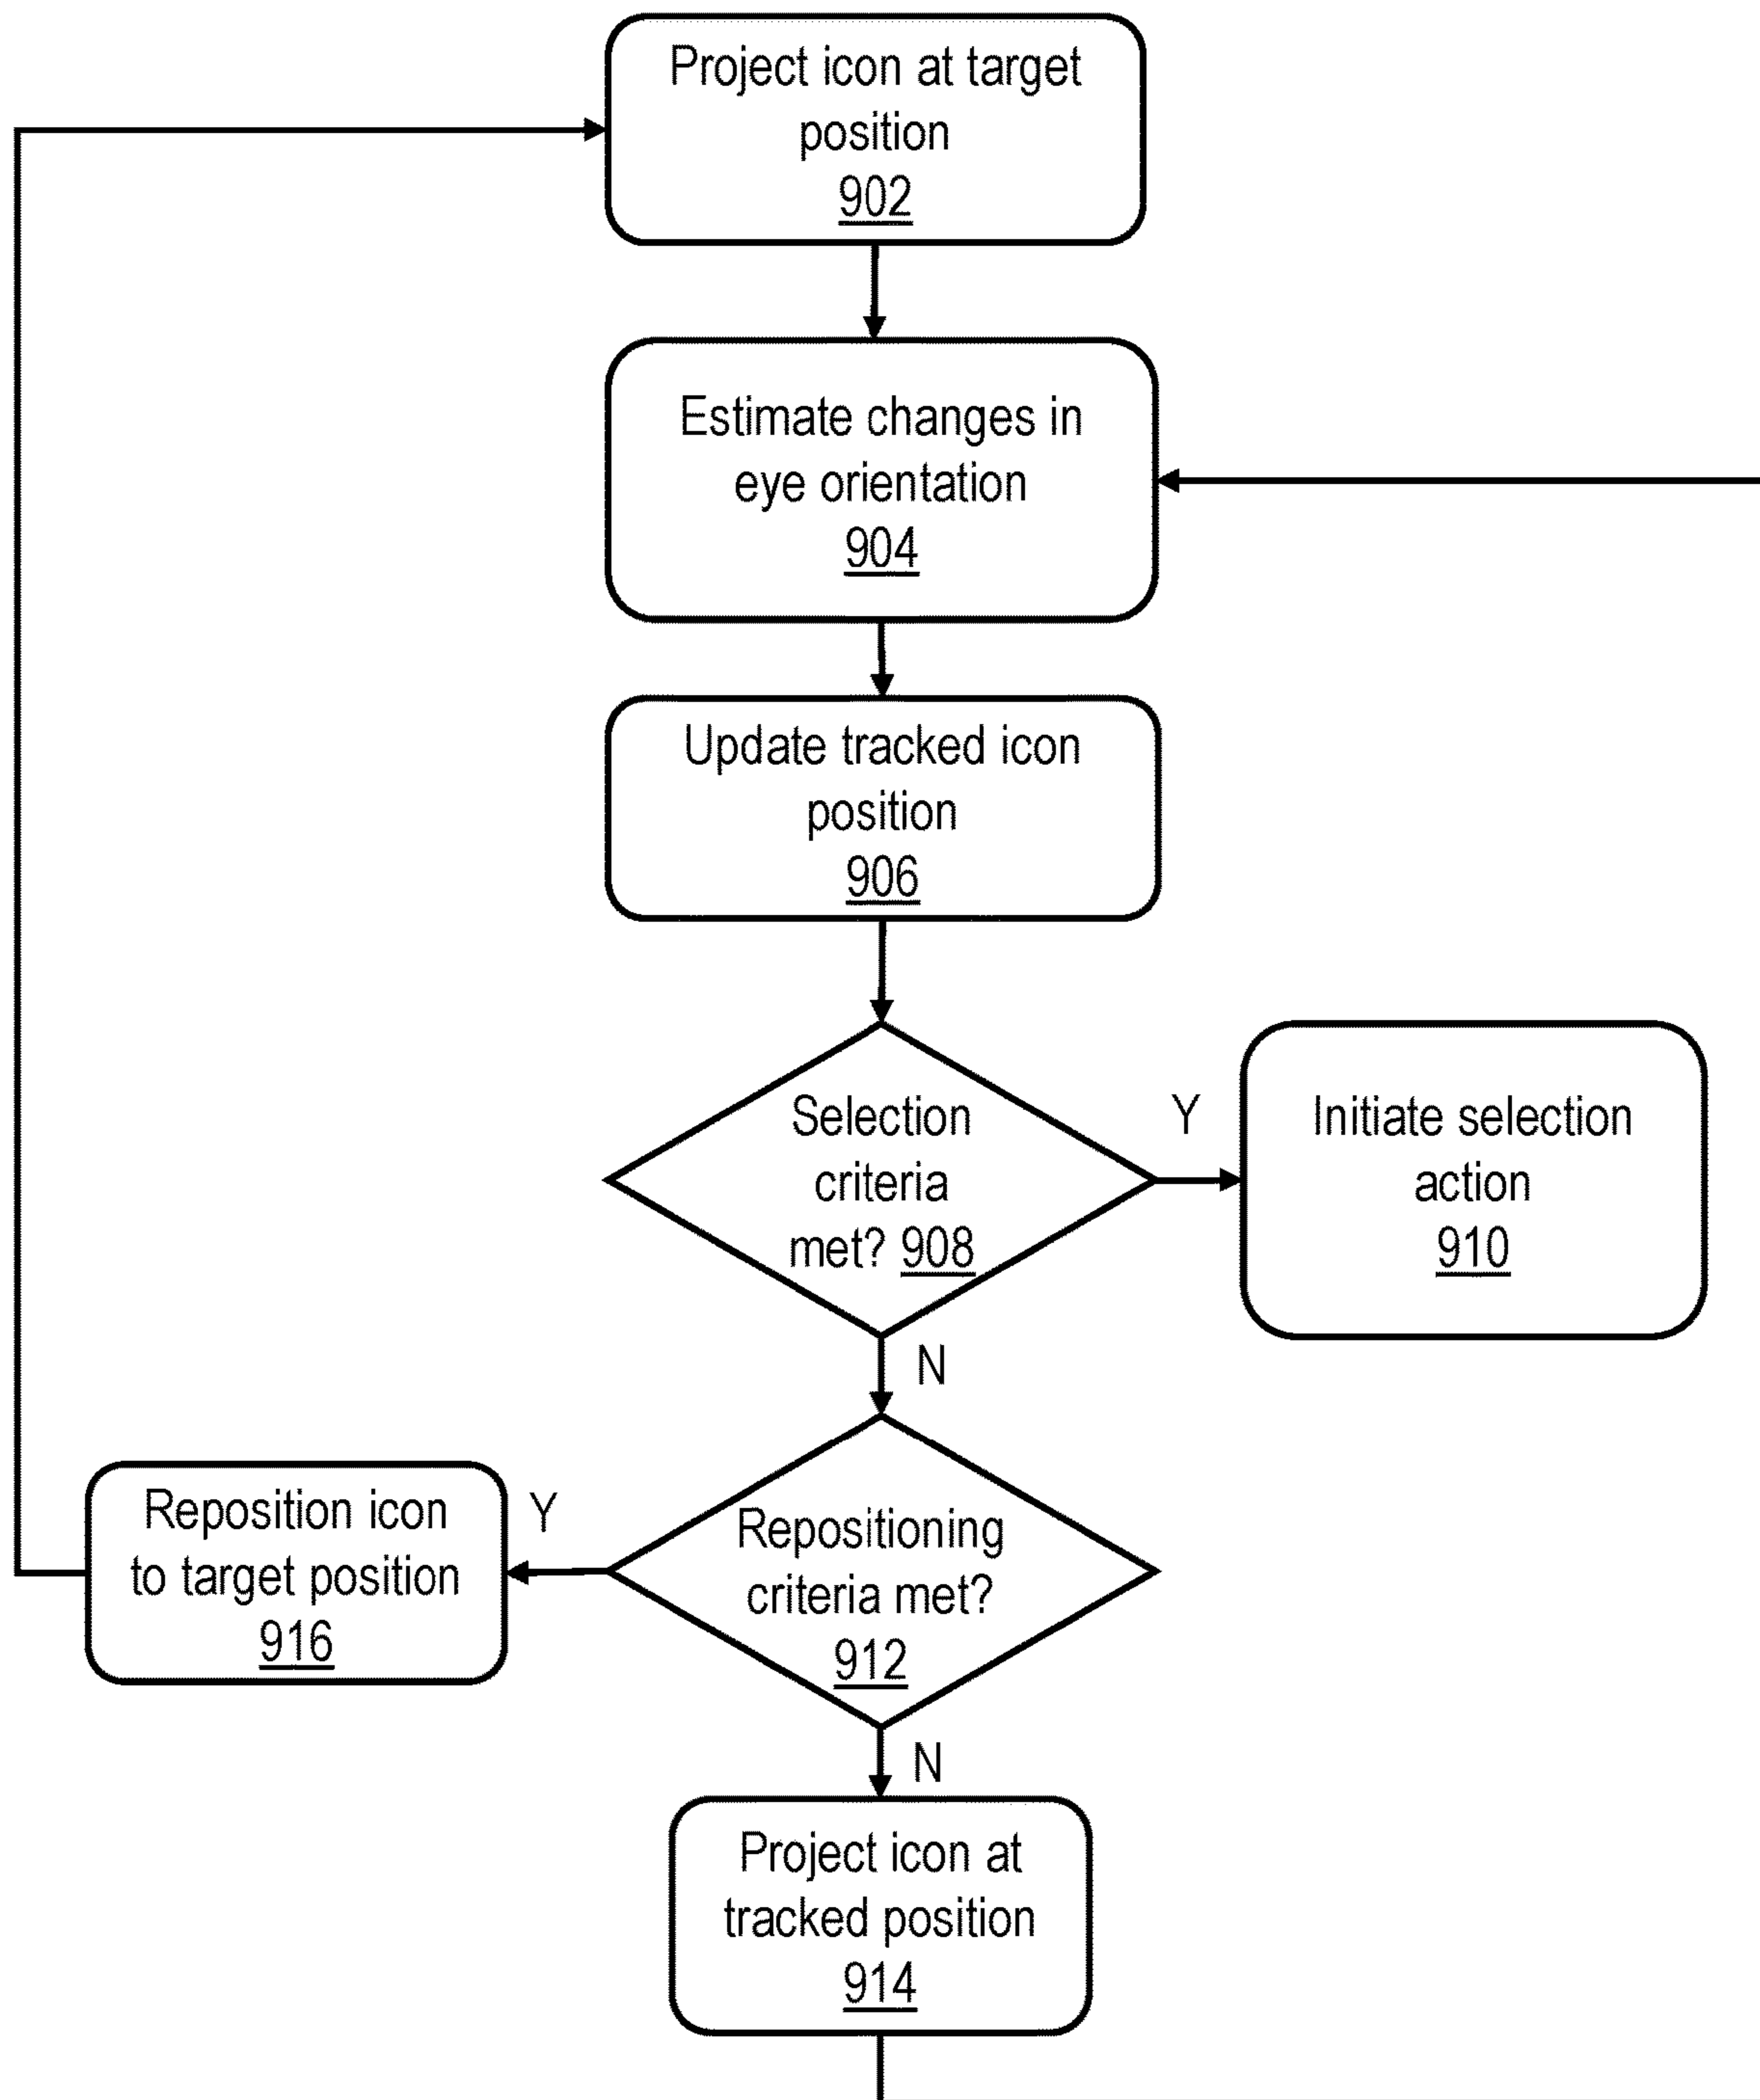 Project icon at target
position
902
Estimate changes in
eye orientation
904
Update tracked icon
position
906
Selection
criteria
met? 908
Y
Initiate selection
action
910
N
Repositioning
criteria met?
912
Y
Reposition icon
to target position
916
N
Project icon at
tracked position
914